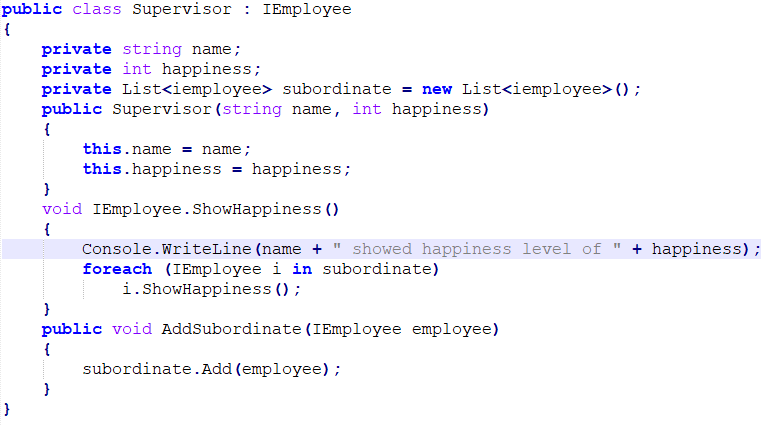 public class Supervisor : IEmployee
{
    private string name;
    private int happiness;
    private List<iemployee> subordinate = new List<iemployee>();
    public Supervisor(string name, int happiness)
    {
        this.name = name;
        this.happiness = happiness;
    }
    void IEmployee.ShowHappiness()
    {
        Console.WriteLine(name + " showed happiness level of " + happiness);
        foreach (IEmployee i in subordinate)
            i.ShowHappiness();
    }
    public void AddSubordinate(IEmployee employee)
    {
        subordinate.Add(employee);
    }
}